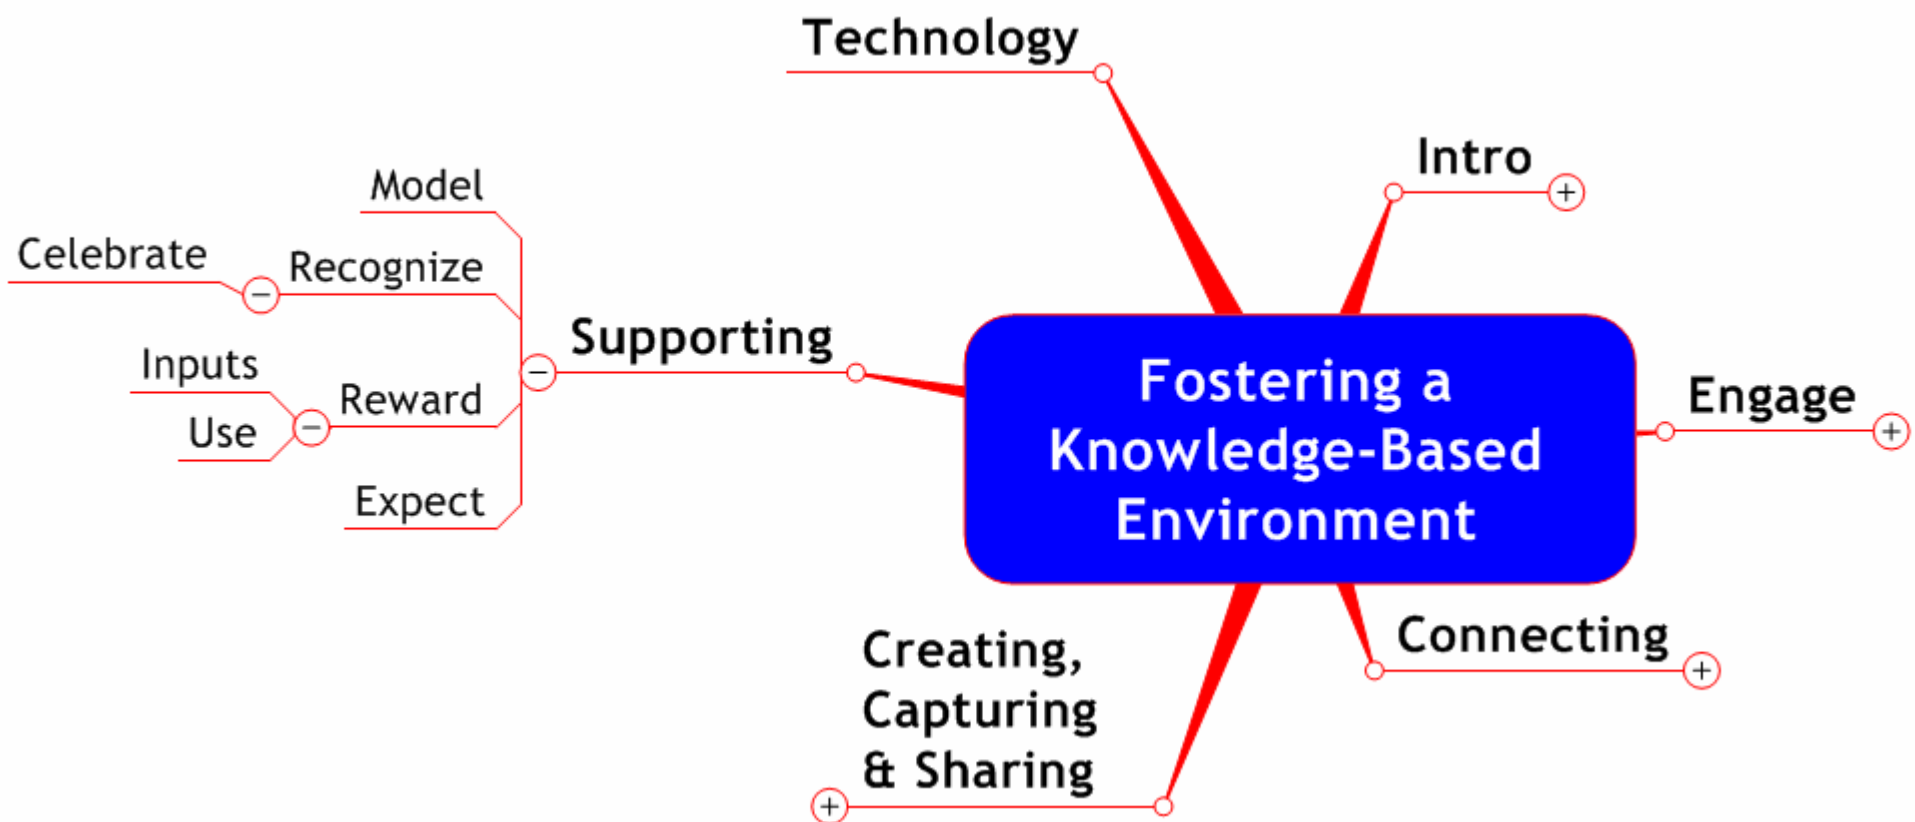 Technology
Intro
Model
Celebrate
Recognize
Supporting
Inputs
Reward
Use
Expect
Fostering a
Knowledge-Based
Environment
Engage
Connecting
Creating,
Capturing
& Sharing